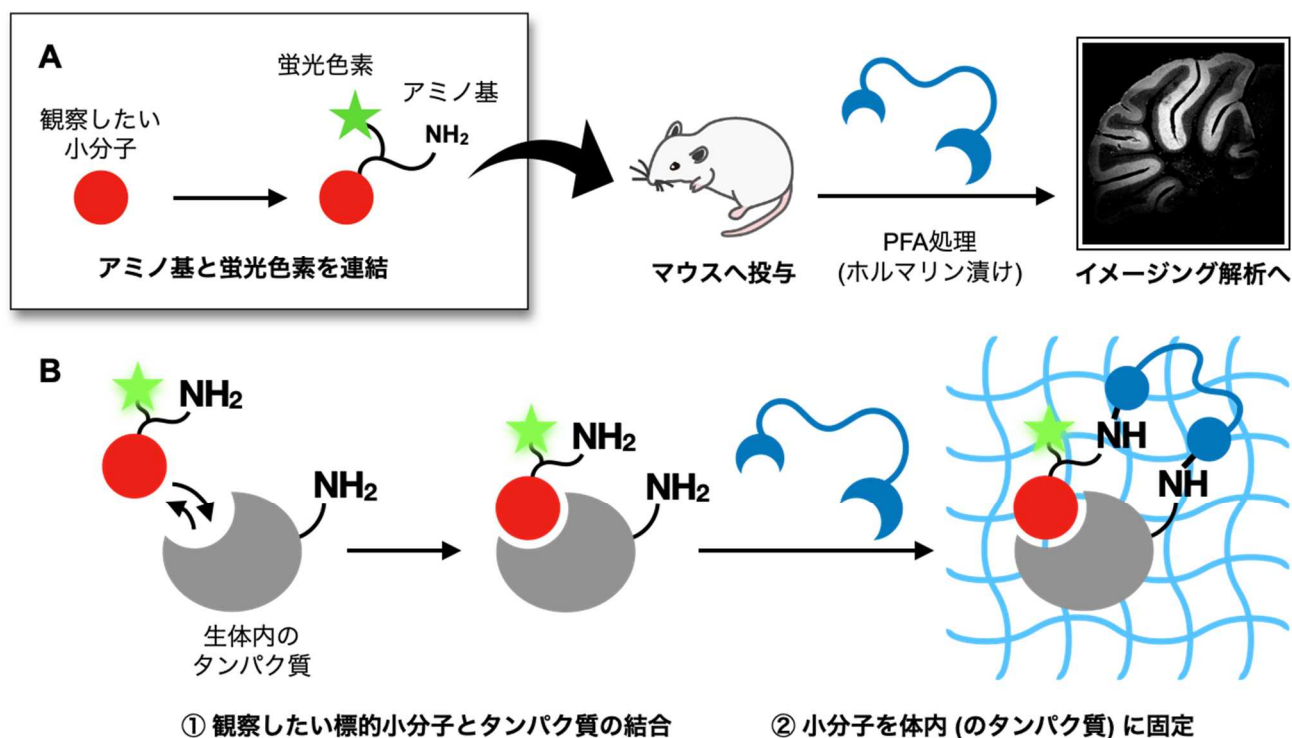 A
蛍光色素
アミノ基
観察したい
小分子
NH2
アミノ基と蛍光色素を連結
マウスへ投与
PFA処理
(ホルマリン漬け)
イメージング解析へ
B
NH2
NH2
生体内の
タンパク質
NH2
NH2
NH
NH
① 観察したい標的小分子とタンパク質の結合
② 小分子を体内 (のタンパク質) に固定